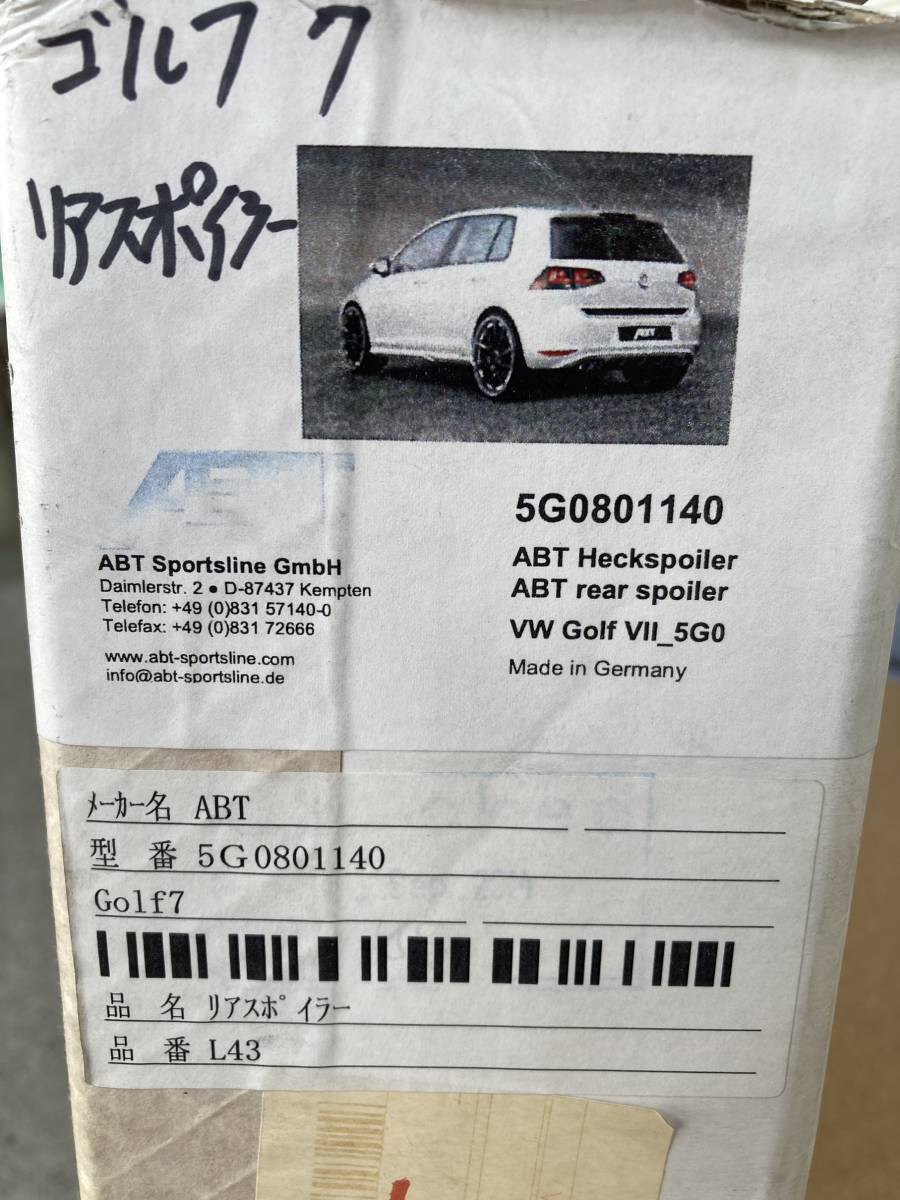 ゴルフ 7
リアスポイラー
ABT
5G0801140
ABT Heckspoiler
ABT rear spoiler
VW Golf VII_5G0
Made in Germany
ABT Sportsline GmbH
Daimlerstr. 2 ● D-87437 Kempten
Telefon: +49 (0)831 57140-0
Telefax: +49 (0)831 72666
www.abt-sportsline.com
info@abt-sportsline.de
ﾒｰｶｰ名 ABT
型 番 5G0801140
Golf7
品 名 ﾘｱｽﾎﾟｲﾗｰ
品 番 L43